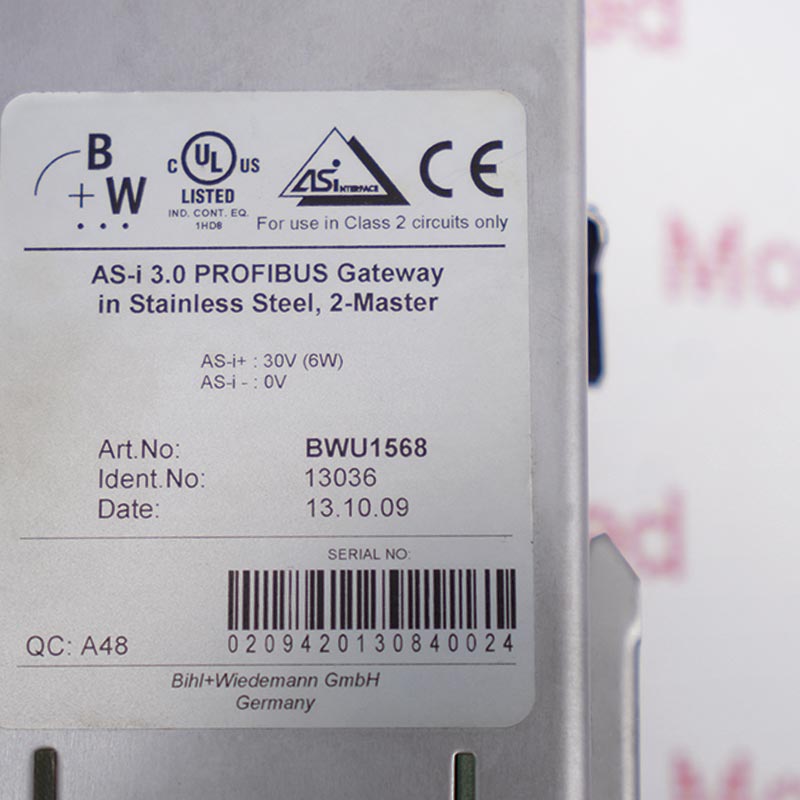 B
+ W
C UL US
LISTED
IND. CONT. EQ.
1HD8
ASi INTERFACE
CE
For use in Class 2 circuits only
AS-i 3.0 PROFIBUS Gateway
in Stainless Steel, 2-Master
AS-i+ : 30V (6W)
AS-i - : 0V
Art.No: BWU1568
Ident.No: 13036
Date: 13.10.09
SERIAL NO:
0209420130840024
QC: A48
Bihl+Wiedemann GmbH
Germany